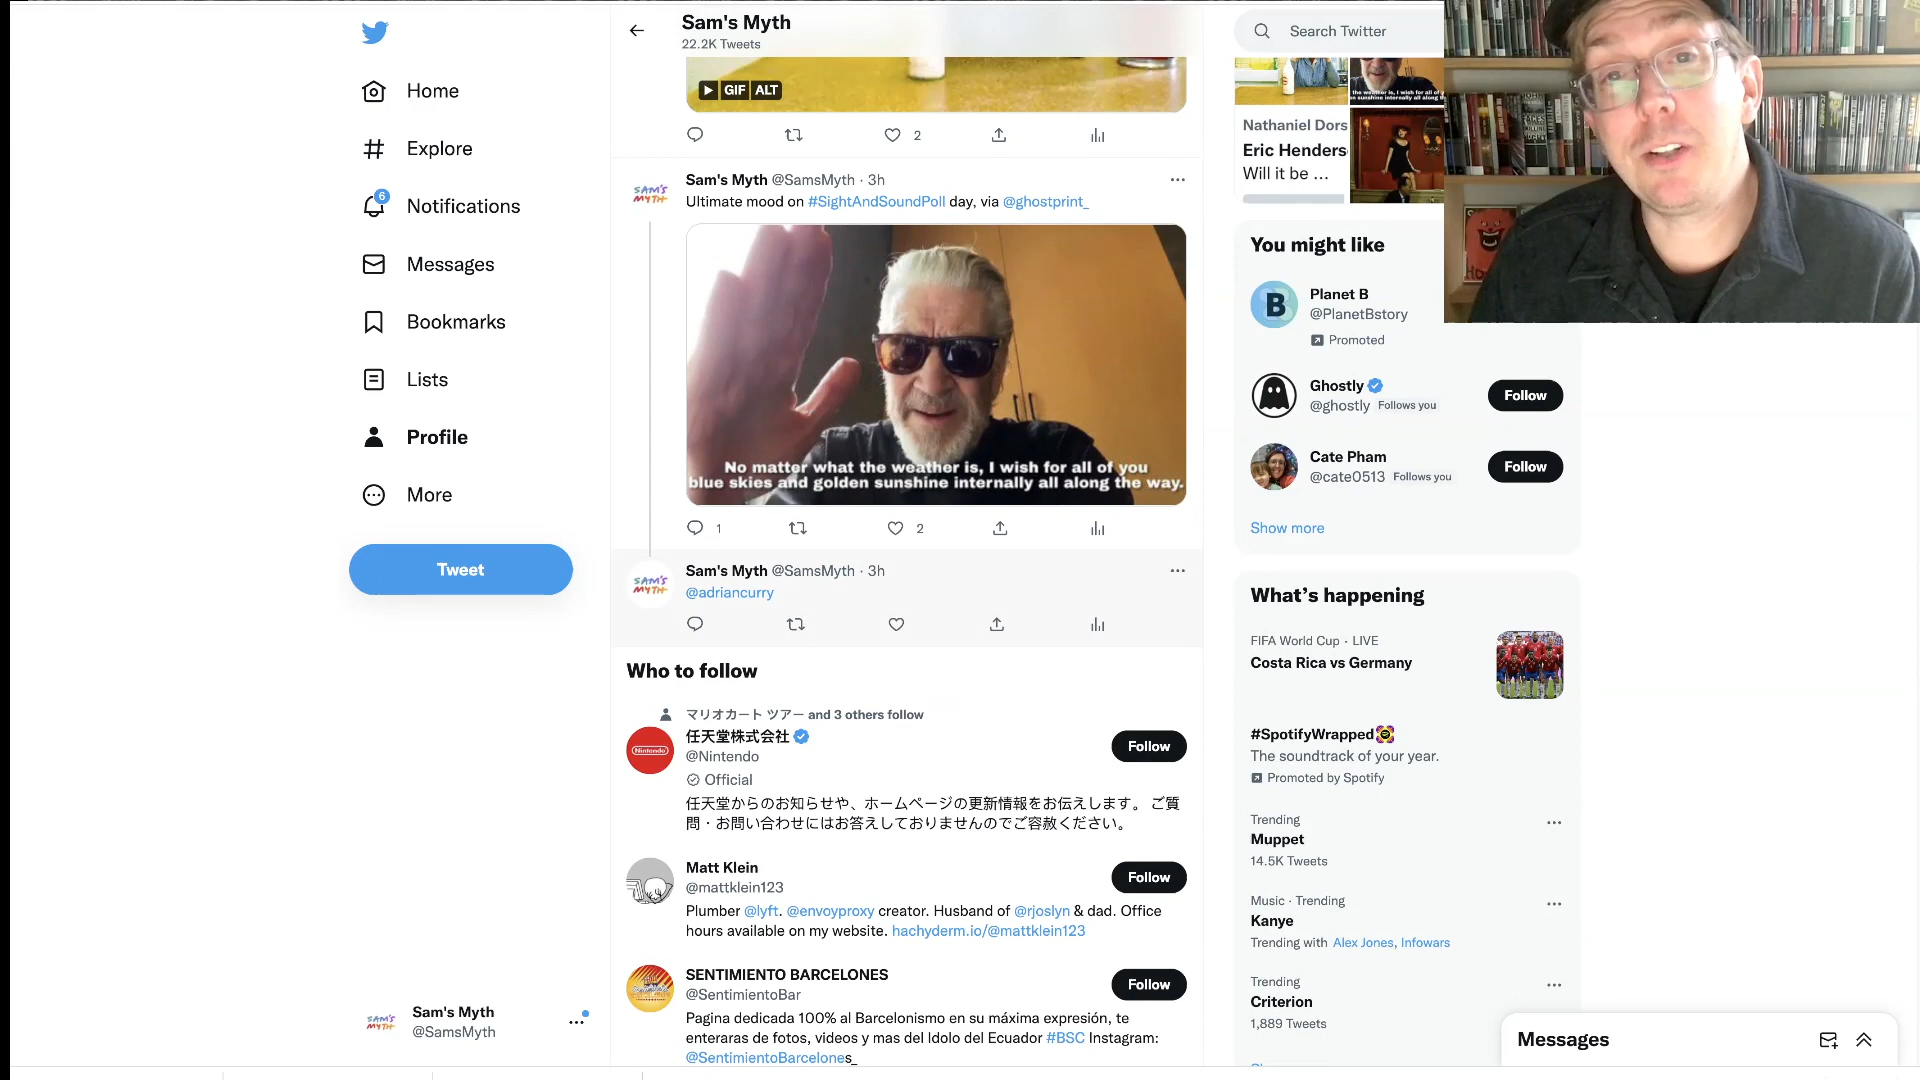 Home
Explore
6
Notifications
Messages
Bookmarks
Lists
Profile
More
Tweet
Sam's Myth
@SamsMyth
Sam's Myth
22.2K Tweets
GIF ALT
2
SAM'S MYTH
Sam's Myth @SamsMyth · 3h
Ultimate mood on #SightAndSoundPoll day, via @ghostprint_
No matter what the weather is, I wish for all of you
blue skies and golden sunshine internally all along the way.
1
2
SAM'S MYTH
Sam's Myth @SamsMyth · 3h
@adriancurry
Who to follow
マリオカート ツアー and 3 others follow
Nintendo
任天堂株式会社
@Nintendo
Official
任天堂からのお知らせや、ホームページの更新情報をお伝えします。 ご質
問・お問い合わせにはお答えしておりませんのでご容赦ください。
Follow
Matt Klein
@mattklein123
Plumber @lyft. @envoyproxy creator. Husband of @rjoslyn & dad. Office
hours available on my website. hachyderm.io/@mattklein123
Follow
SENTIMIENTO BARCELONES
@SentimientoBar
Pagina dedicada 100% al Barcelonismo en su máxima expresión, te
enteraras de fotos, videos y mas del Idolo del Ecuador #BSC Instagram:
@SentimientoBarcelones_
Follow
Search Twitter
Nathaniel Dors
Eric Henders
Will it be ...
You might like
B
Planet B
@PlanetBstory
Promoted
Ghostly
@ghostly Follows you
Follow
Cate Pham
@cate0513 Follows you
Follow
Show more
What's happening
FIFA World Cup · LIVE
Costa Rica vs Germany
#SpotifyWrapped
The soundtrack of your year.
Promoted by Spotify
Trending
Muppet
14.5K Tweets
Music · Trending
Kanye
Trending with Alex Jones, Infowars
Trending
Criterion
1,889 Tweets
Messages